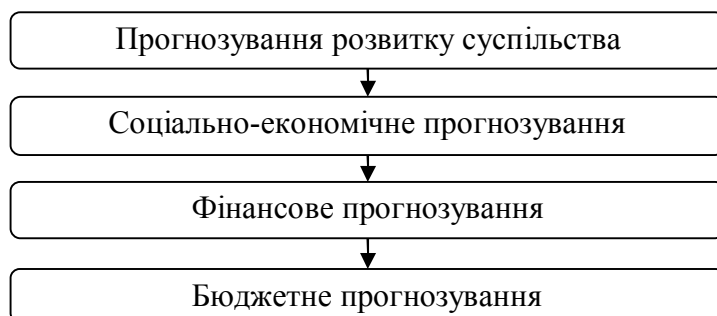 Прогнозування розвитку суспільства
Соціально-економічне прогнозування
Фінансове прогнозування
Бюджетне прогнозування